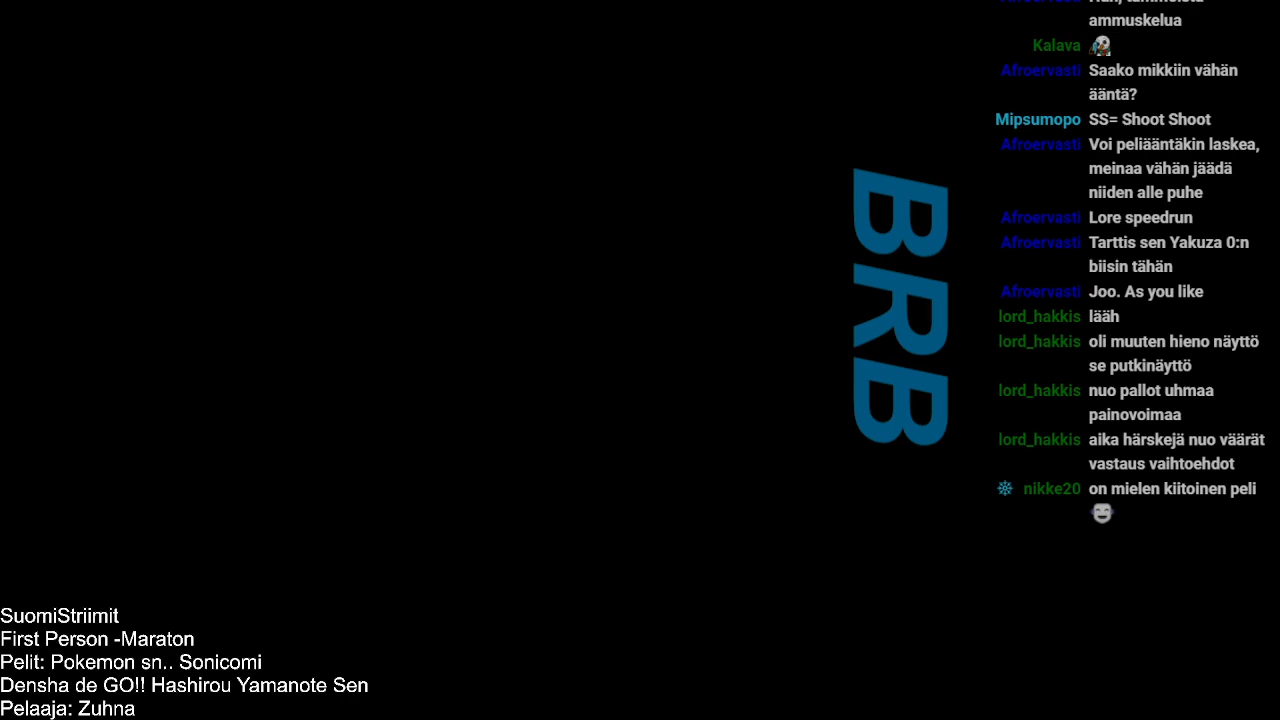 ammuskelua
Kalava
Afroervasti Saako mikkiin vähän
ääntä?
Mipsumopo SS= Shoot Shoot
Afroervasti Voi peliääntäkin laskea,
meinaa vähän jäädä
niiden alle puhe
Afroervasti Lore speedrun
Afroervasti Tarttis sen Yakuza 0:n
biisin tähän
Afroervasti Joo. As you like
lord_hakkis lääh
lord_hakkis oli muuten hieno näyttö
se putkinäyttö
lord_hakkis nuo pallot uhmaa
painovoimaa
lord_hakkis aika härskejä nuo väärät
vastaus vaihtoehdot
nikke20 on mielen kiitoinen peli
BRB
SuomiStriimit
First Person -Maraton
Pelit: Pokemon sn.. Sonicomi
Densha de GO!! Hashirou Yamanote Sen
Pelaaja: Zuhna